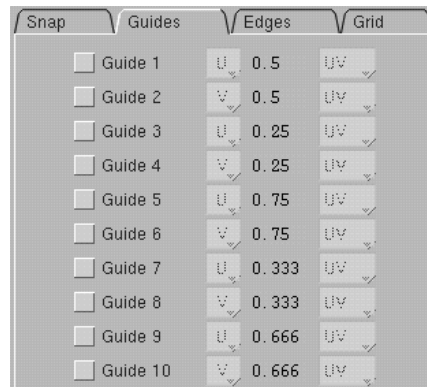 Snap Guides Edges Grid
Guide 1 U 0.5 UV
Guide 2 V 0.5 UV
Guide 3 U 0.25 UV
Guide 4 V 0.25 UV
Guide 5 U 0.75 UV
Guide 6 V 0.75 UV
Guide 7 U 0.333 UV
Guide 8 V 0.333 UV
Guide 9 U 0.666 UV
Guide 10 V 0.666 UV